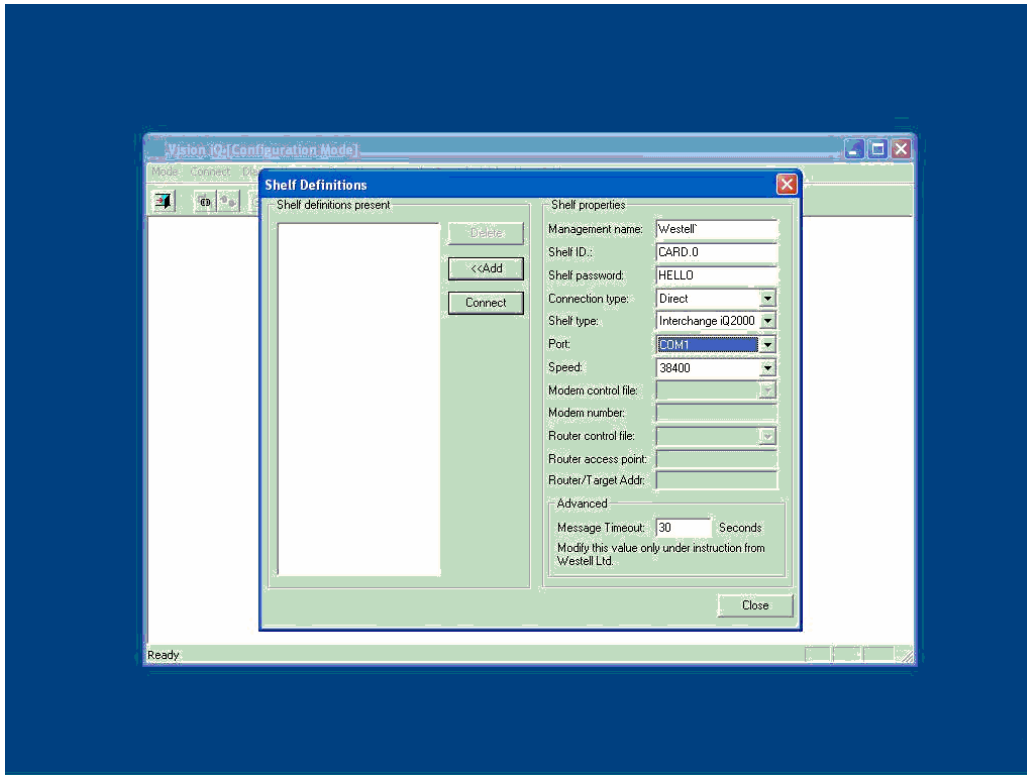 Vision iQ-[Configuration Mode]
Mode Connect
Shelf Definitions
Shelf definitions present
Delete
<<Add
Connect
Shelf properties
Management name: Westell`
Shelf ID.: CARD.0
Shelf password: HELLO
Connection type: Direct
Shelf type: Interchange iQ2000
Port: COM1
Speed: 38400
Modem control file:
Modem number:
Router control file:
Router access point:
Router/Target Addr:
Advanced
Message Timeout: 30 Seconds
Modify this value only under instruction from
Westell Ltd.
Close
Ready